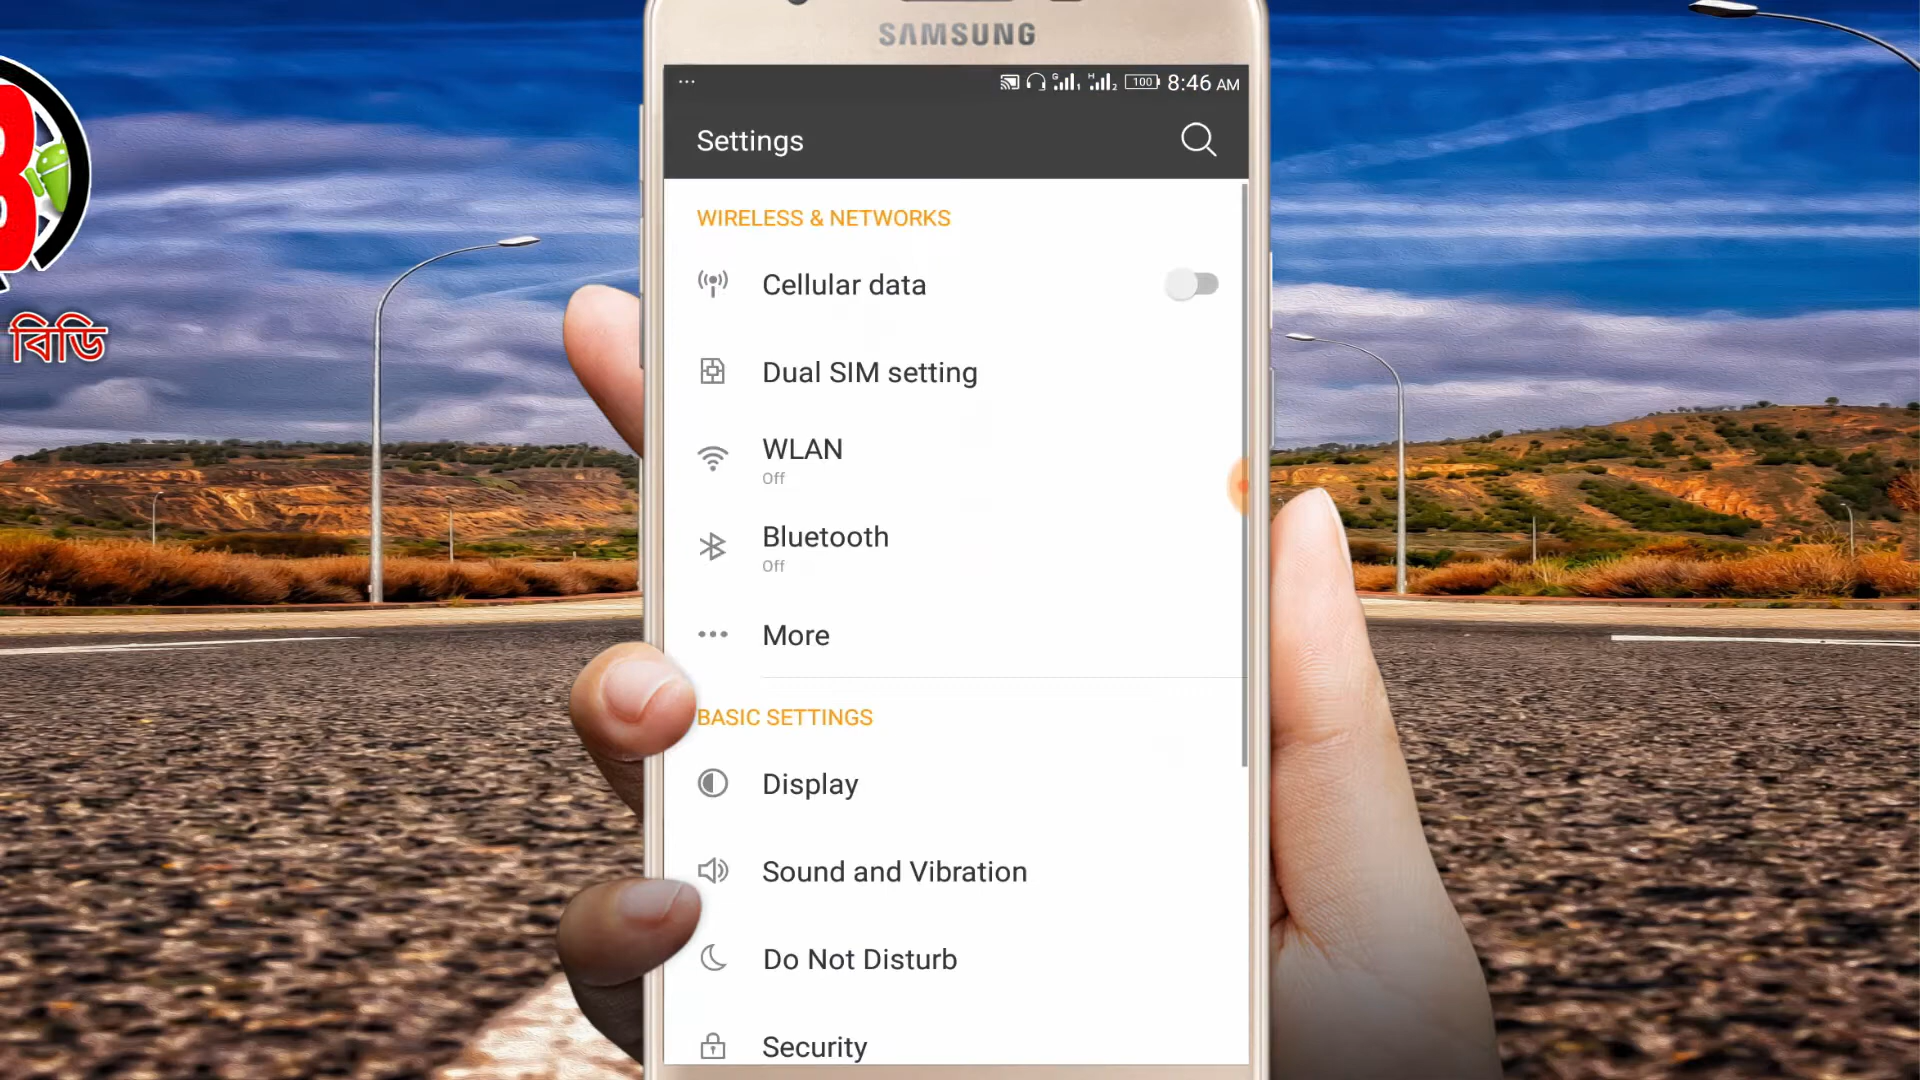 SAMSUNG
... 100 8:46 AM
Settings
WIRELESS & NETWORKS
Cellular data
Dual SIM setting
WLAN
Off
Bluetooth
Off
More
BASIC SETTINGS
Display
Sound and Vibration
Do Not Disturb
Security
বিডি